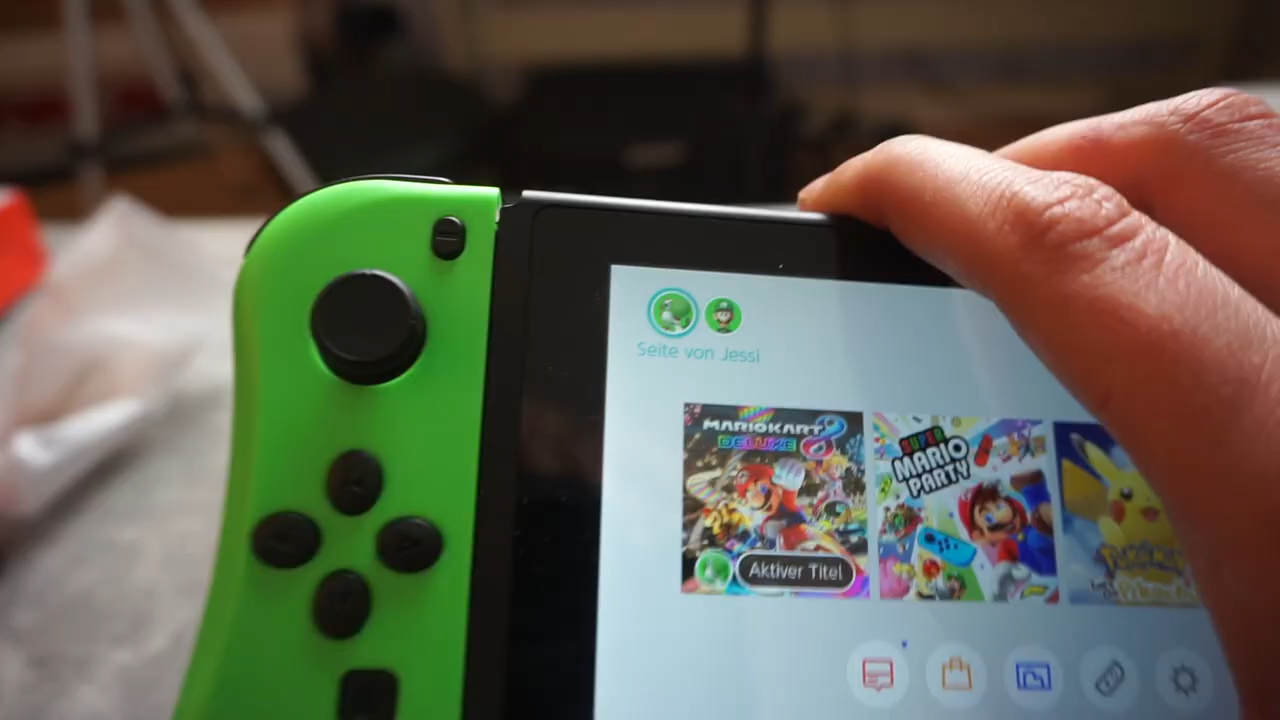 Seite von Jessi
MARIOKART 8
DELUXE
SUPER
MARIO
PARTY
Aktiver Titel